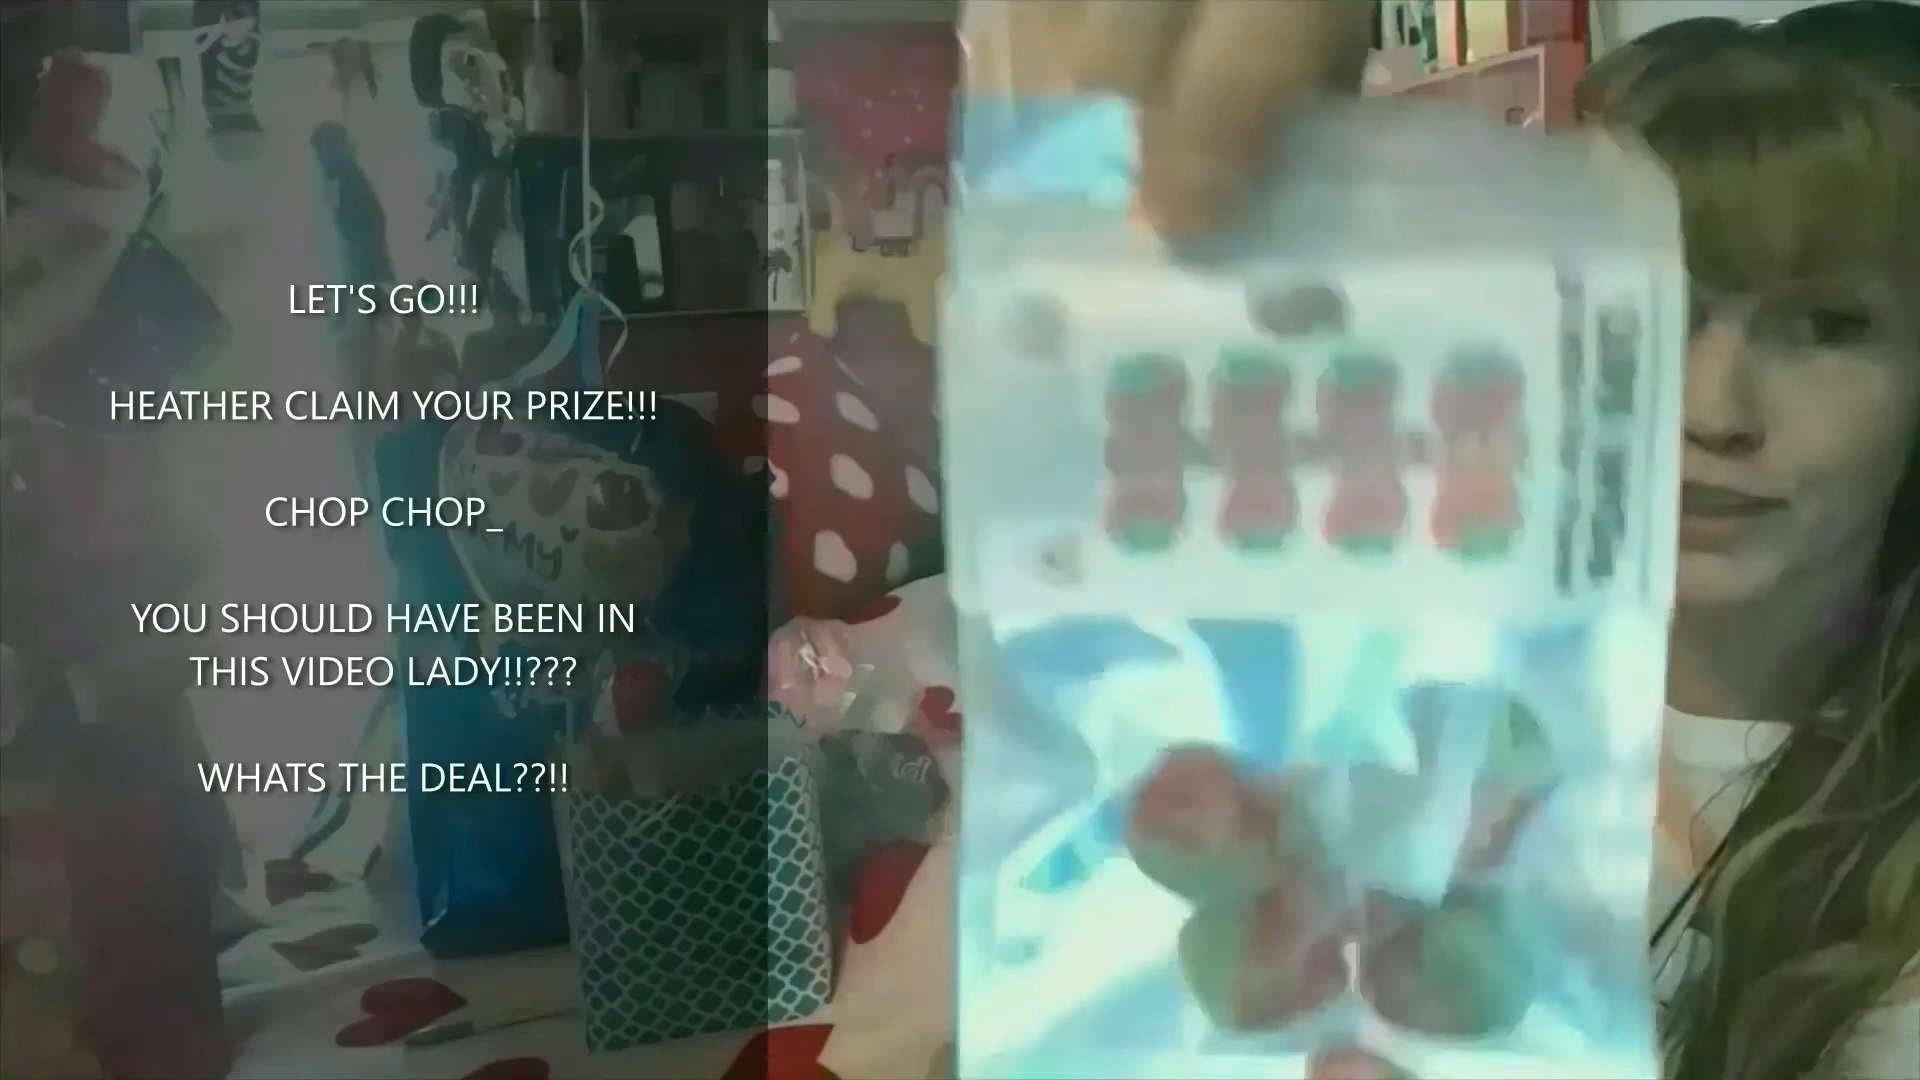 LET'S GO!!!
HEATHER CLAIM YOUR PRIZE!!!
CHOP CHOP_
YOU SHOULD HAVE BEEN IN
THIS VIDEO LADY!!???
WHATS THE DEAL??!!
My